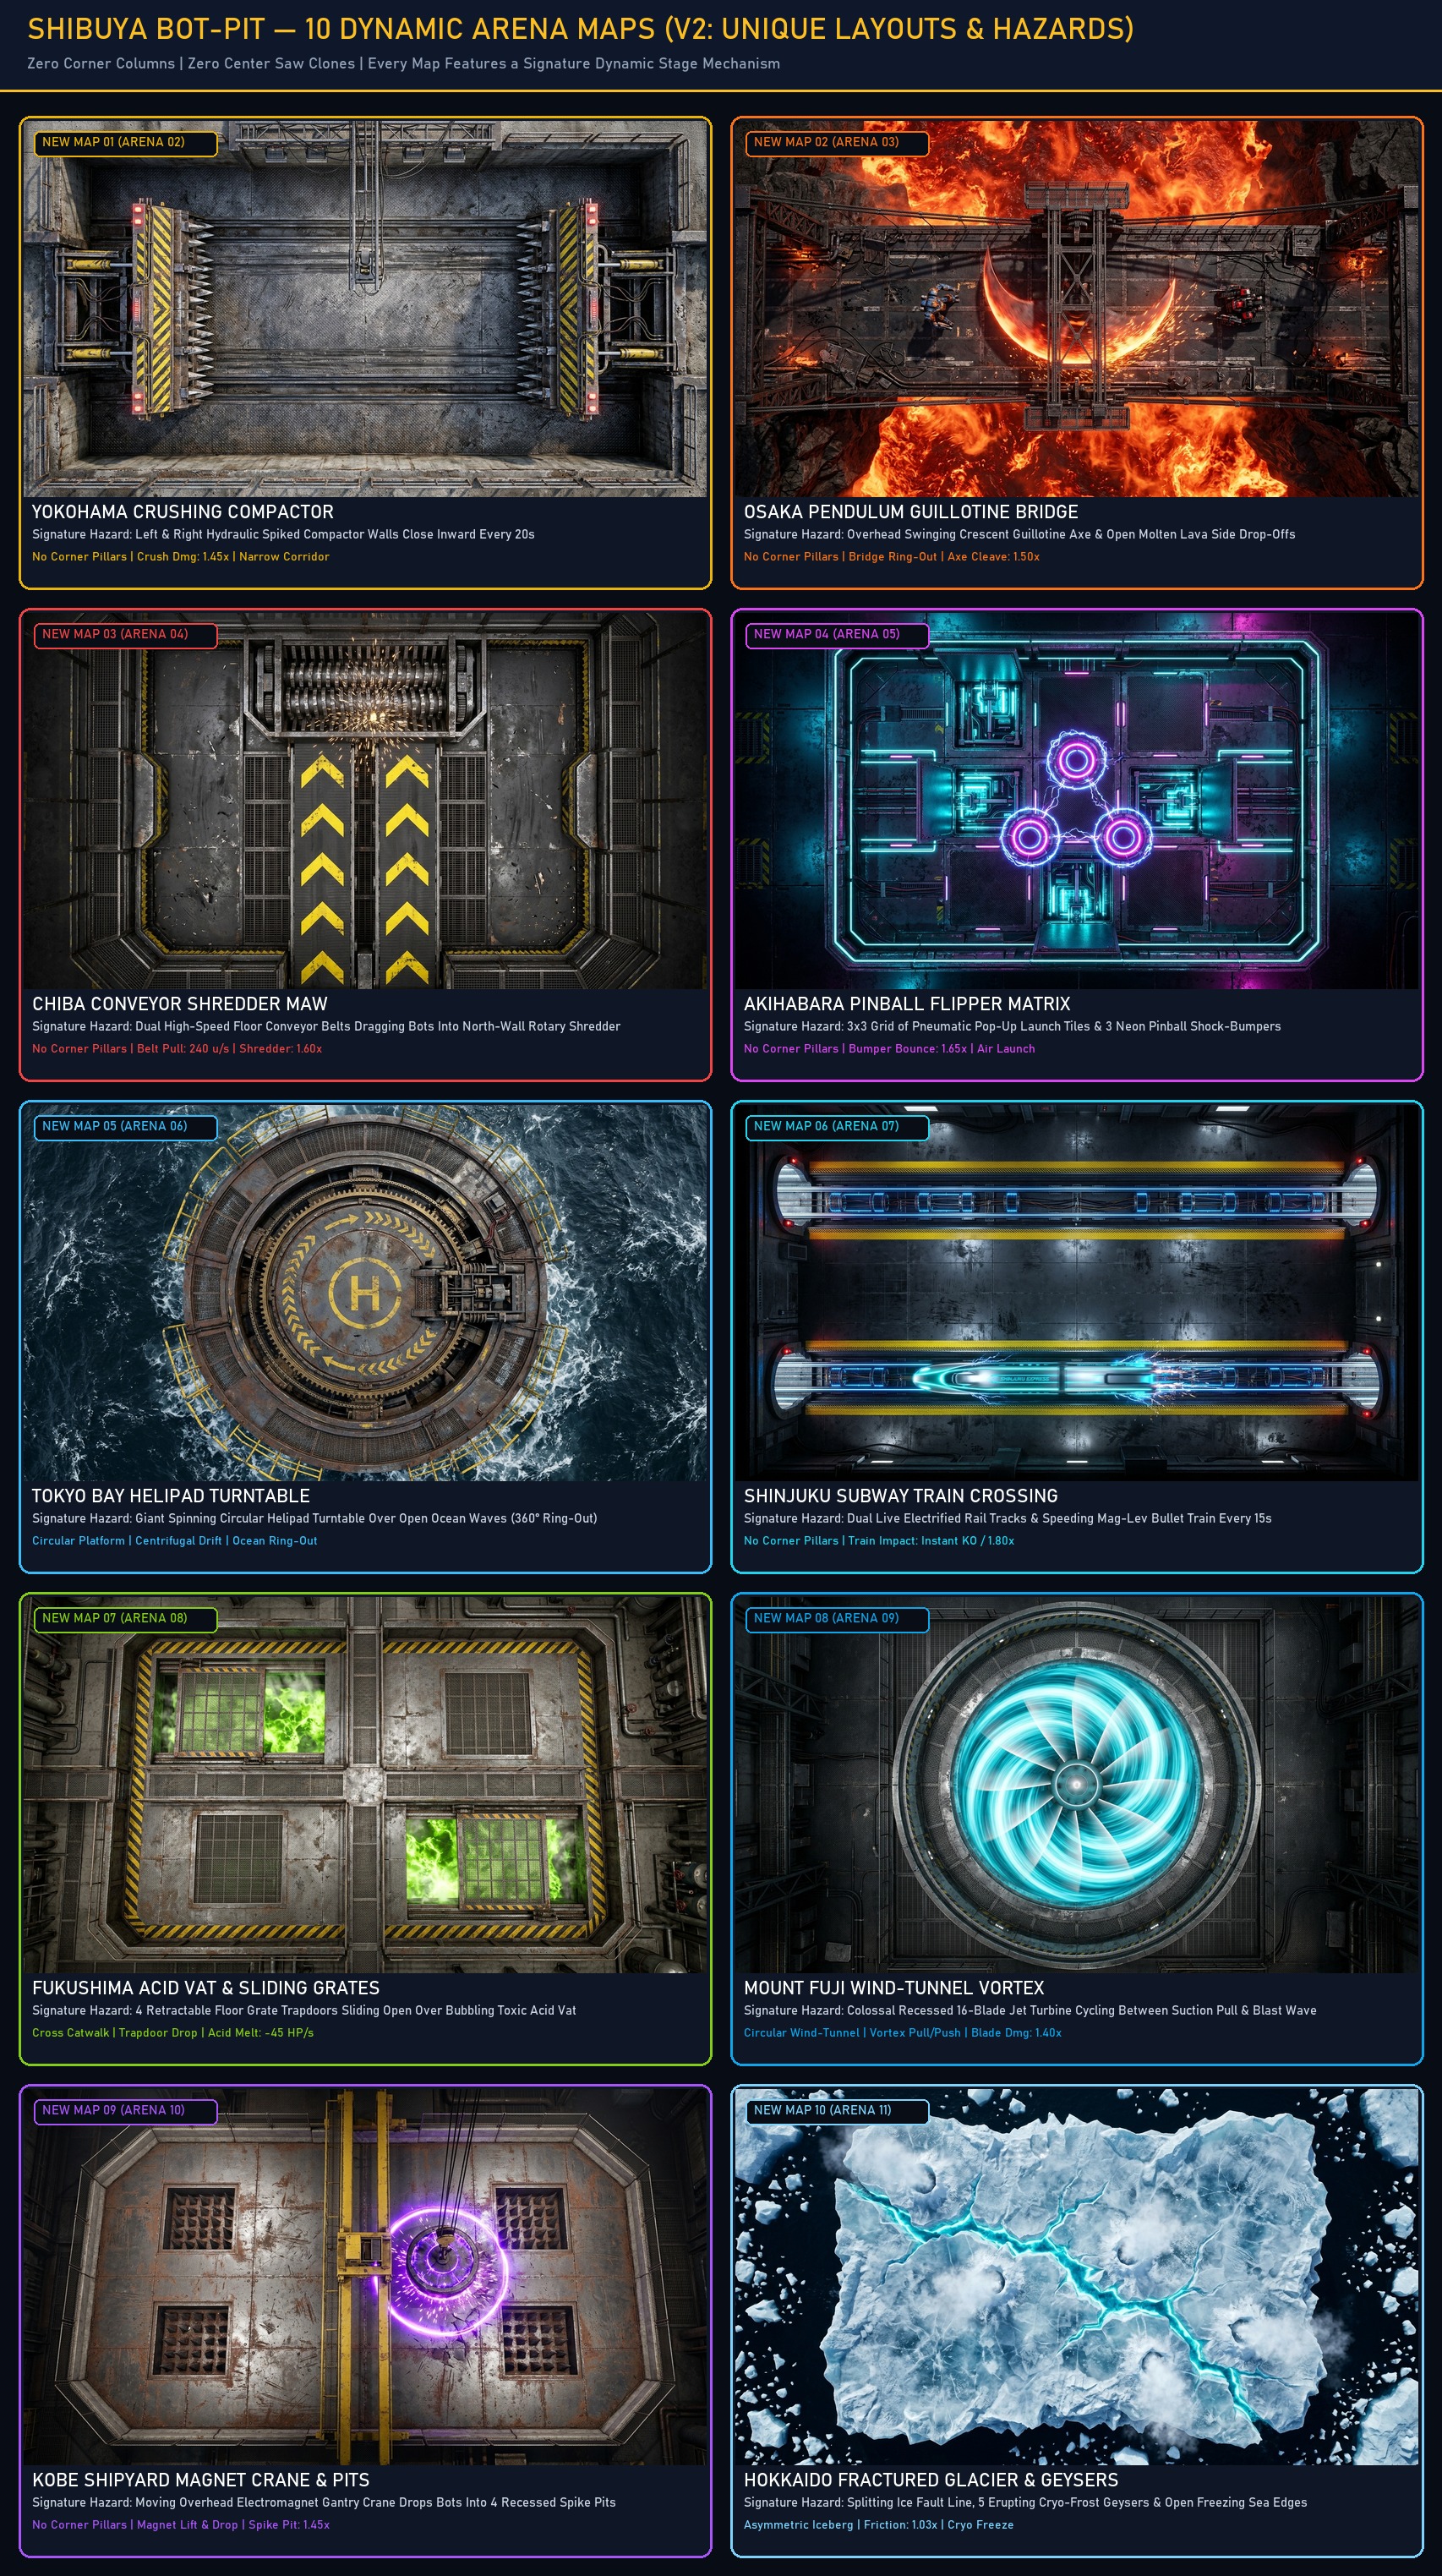 SHIBUYA BOT-PIT — 10 DYNAMIC ARENA MAPS (V2: UNIQUE LAYOUTS & HAZARDS)
Zero Corner Columns | Zero Center Saw Clones | Every Map Features a Signature Dynamic Stage Mechanism
NEW MAP 01 (ARENA 02)
YOKOHAMA CRUSHING COMPACTOR
Signature Hazard: Left & Right Hydraulic Spiked Compactor Walls Close Inward Every 20s
No Corner Pillars | Crush Dmg: 1.45x | Narrow Corridor
NEW MAP 02 (ARENA 03)
OSAKA PENDULUM GUILLOTINE BRIDGE
Signature Hazard: Overhead Swinging Crescent Guillotine Axe & Open Molten Lava Side Drop-Offs
No Corner Pillars | Bridge Ring-Out | Axe Cleave: 1.50x
NEW MAP 03 (ARENA 04)
CHIBA CONVEYOR SHREDDER MAW
Signature Hazard: Dual High-Speed Floor Conveyor Belts Dragging Bots Into North-Wall Rotary Shredder
No Corner Pillars | Belt Pull: 240 u/s | Shredder: 1.60x
NEW MAP 04 (ARENA 05)
AKIHABARA PINBALL FLIPPER MATRIX
Signature Hazard: 3x3 Grid of Pneumatic Pop-Up Launch Tiles & 3 Neon Pinball Shock-Bumpers
No Corner Pillars | Bumper Bounce: 1.65x | Air Launch
NEW MAP 05 (ARENA 06)
H
TOKYO BAY HELIPAD TURNTABLE
Signature Hazard: Giant Spinning Circular Helipad Turntable Over Open Ocean Waves (360° Ring-Out)
Circular Platform | Centrifugal Drift | Ocean Ring-Out
NEW MAP 06 (ARENA 07)
SHINJUKU SUBWAY TRAIN CROSSING
Signature Hazard: Dual Live Electrified Rail Tracks & Speeding Mag-Lev Bullet Train Every 15s
No Corner Pillars | Train Impact: Instant KO / 1.80x
NEW MAP 07 (ARENA 08)
FUKUSHIMA ACID VAT & SLIDING GRATES
Signature Hazard: 4 Retractable Floor Grate Trapdoors Sliding Open Over Bubbling Toxic Acid Vat
Cross Catwalk | Trapdoor Drop | Acid Melt: -45 HP/s
NEW MAP 08 (ARENA 09)
MOUNT FUJI WIND-TUNNEL VORTEX
Signature Hazard: Colossal Recessed 16-Blade Jet Turbine Cycling Between Suction Pull & Blast Wave
Circular Wind-Tunnel | Vortex Pull/Push | Blade Dmg: 1.40x
NEW MAP 09 (ARENA 10)
KOBE SHIPYARD MAGNET CRANE & PITS
Signature Hazard: Moving Overhead Electromagnet Gantry Crane Drops Bots Into 4 Recessed Spike Pits
No Corner Pillars | Magnet Lift & Drop | Spike Pit: 1.45x
NEW MAP 10 (ARENA 11)
HOKKAIDO FRACTURED GLACIER & GEYSERS
Signature Hazard: Splitting Ice Fault Line, 5 Erupting Cryo-Frost Geysers & Open Freezing Sea Edges
Asymmetric Iceberg | Friction: 1.03x | Cryo Freeze